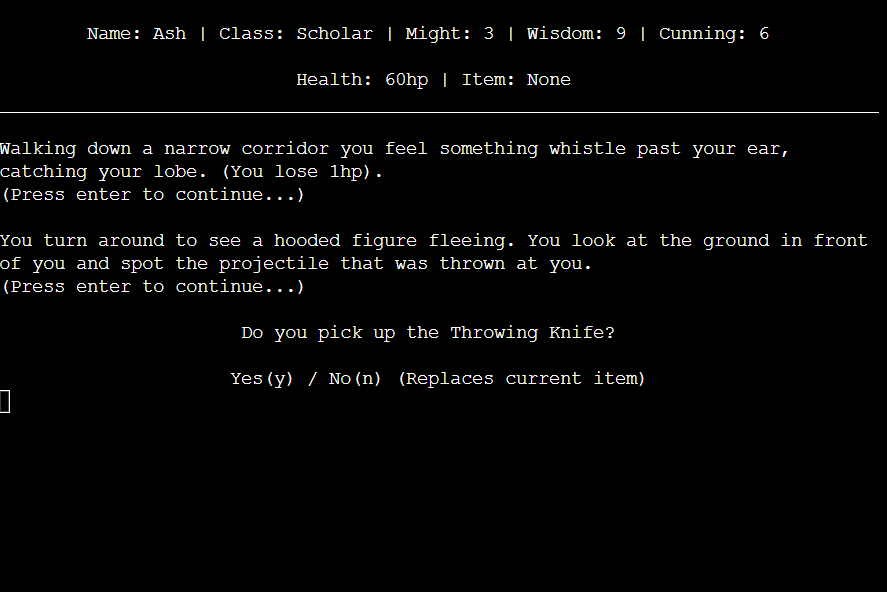 Name: Ash | Class: Scholar | Might: 3 | Wisdom: 9 | Cunning: 6
Health: 60hp | Item: None
Walking down a narrow corridor you feel something whistle past your ear,
catching your lobe. (You lose 1hp).
(Press enter to continue...)
You turn around to see a hooded figure fleeing. You look at the ground in front
of you and spot the projectile that was thrown at you.
(Press enter to continue...)
Do you pick up the Throwing Knife?
Yes(y) / No(n) (Replaces current item)